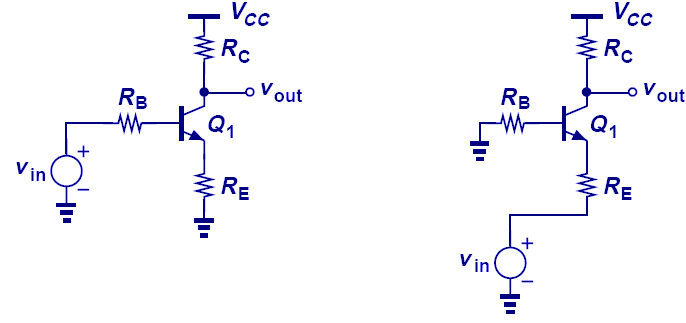 VCC
RC
vout
RB
Q1
+
vin
−
RE
VCC
RC
vout
RB
Q1
RE
+
vin
−